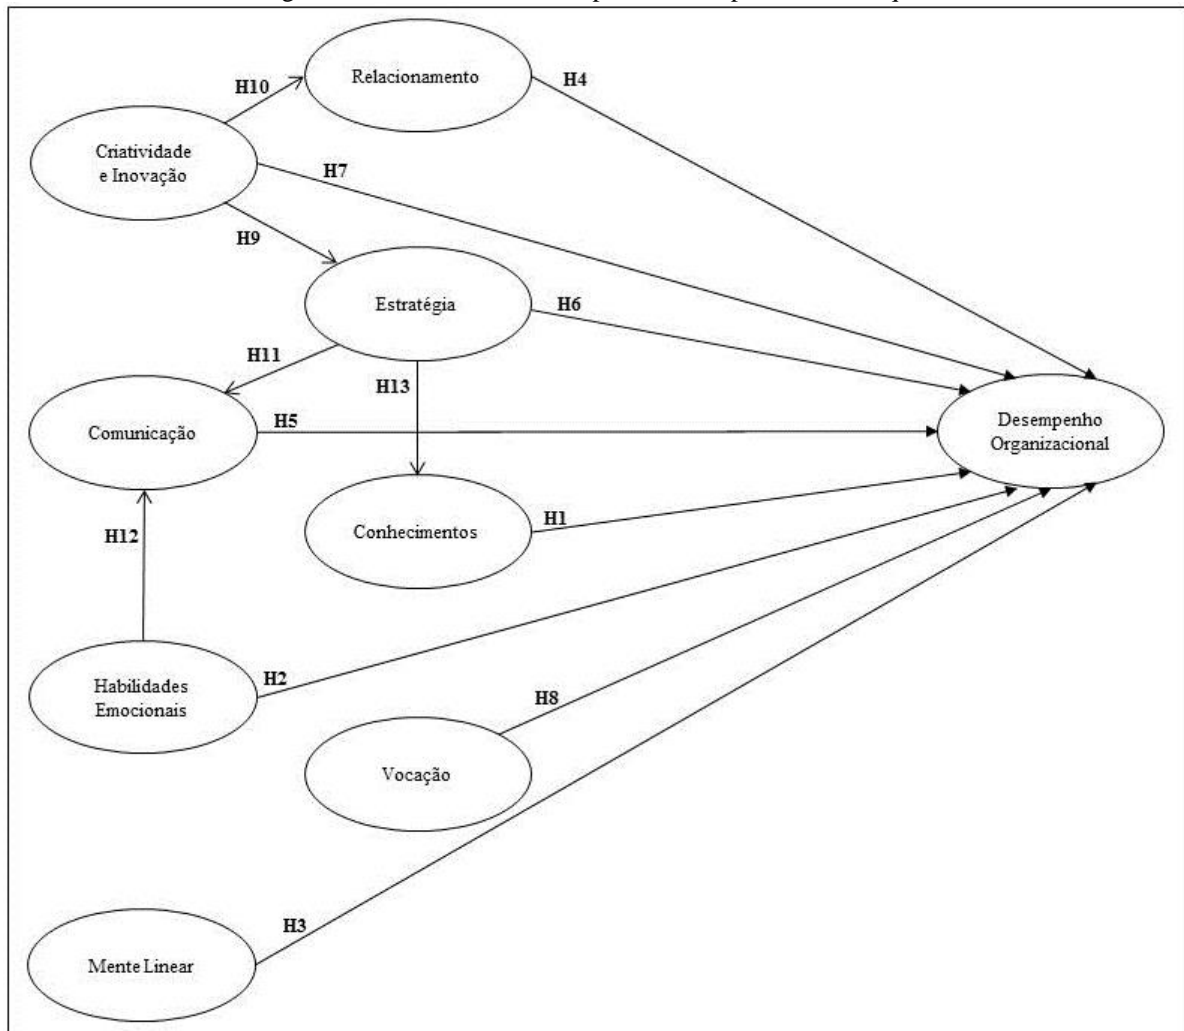 Relacionamento
H4
H10
Criatividade
e Inovação
H7
H9
Estratégia
H6
H11
H13
Comunicação
H5
Desempenho
Organizacional
Conhecimentos
H1
H12
Habilidades
Emocionais
H2
H8
Vocação
H3
Mente Linear